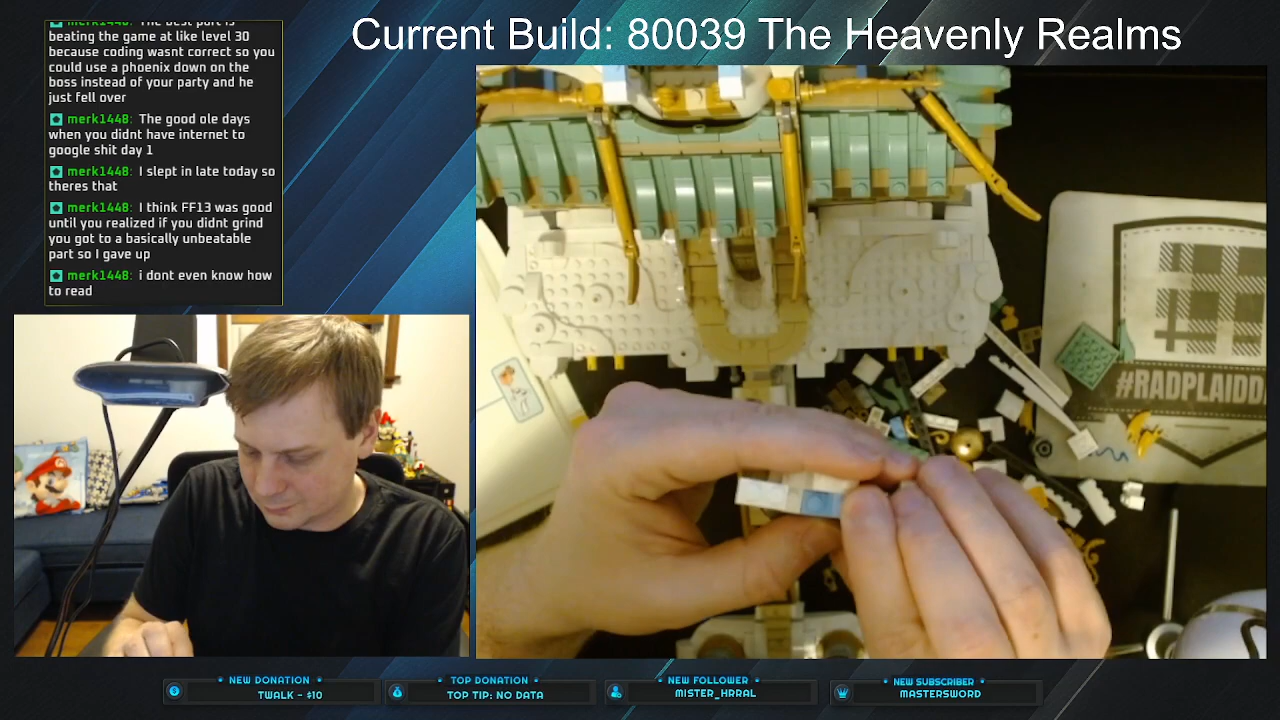 Current Build: 80039 The Heavenly Realms
beating the game at like level 30
because coding wasnt correct so you
could use a phoenix down on the
boss instead of your party and he
just fell over
merk1448: The good ole days
when you didnt have internet to
google shit day 1
merk1448: I slept in late today so
theres that
merk1448: I think FF13 was good
until you realized if you didnt grind
you got to a basically unbeatable
part so I gave up
merk1448: i dont even know how
to read
#RADPLAIDD
NEW DONATION
TWALK - $10
TOP DONATION
TOP TIP: NO DATA
NEW FOLLOWER
MISTER_HRRAL
NEW SUBSCRIBER
MASTERSWORD